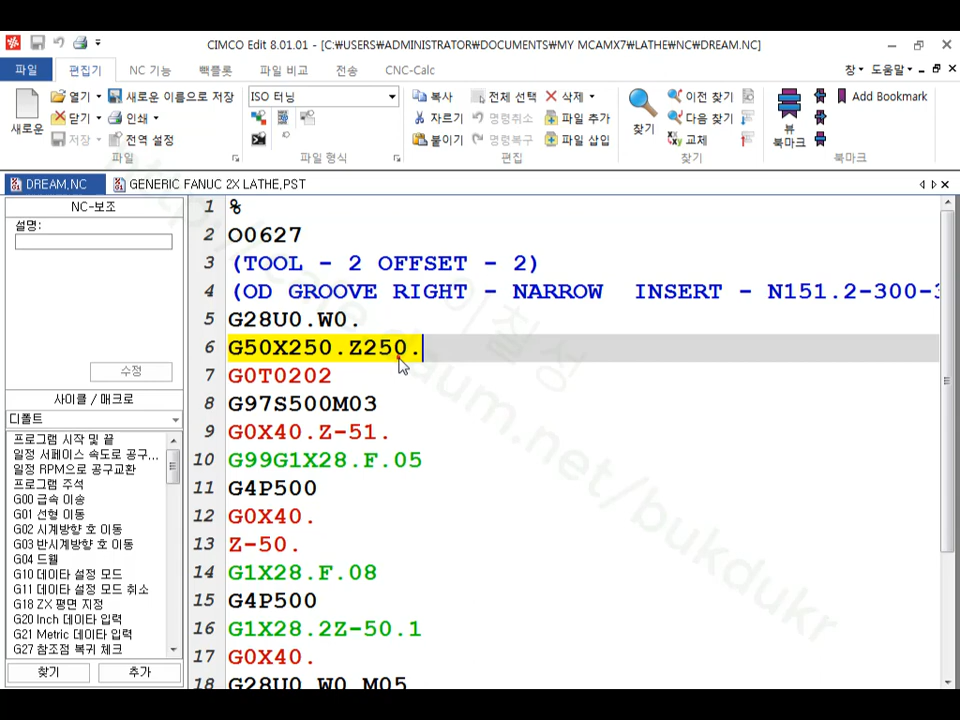 CIMCO Edit 8.01.01 - [C:₩USERS₩ADMINISTRATOR₩DOCUMENTS₩MY MCAMX7₩LATHE₩NC₩DREAM.NC]
파일 편집기 NC 기능 백플롯 파일 비교 전송 CNC-Calc 창 도움말
새로운 열기 새로운 이름으로 저장 ISO 터닝 복사 전체 선택 삭제 찾기 이전 찾기 뷰 북마크 Add Bookmark
닫기 인쇄 자르기 명령취소 파일 추가 다음 찾기
저장 전역 설정 붙이기 명령복구 파일 삽입 교체
파일 파일 형식 편집 찾기 북마크
DREAM.NC GENERIC FANUC 2X LATHE.PST
NC-보조
설명:
수정
사이클 / 매크로
디폴트
프로그램 시작 및 끝
일정 서페이스 속도로 공구...
일정 RPM으로 공구교환
프로그램 주석
G00 급속 이송
G01 선형 이동
G02 시계방향 호 이동
G03 반시계방향 호 이동
G04 드웰
G10 데이타 설정 모드
G11 데이타 설정 모드 취소
G18 ZX 평면 지정
G20 Inch 데이타 입력
G21 Metric 데이타 입력
G27 참조점 복귀 체크
찾기 추가
1 %
2 O0627
3 (TOOL - 2 OFFSET - 2)
4 (OD GROOVE RIGHT - NARROW INSERT - N151.2-300-3
5 G28U0.W0.
6 G50X250.Z250.
7 G0T0202
8 G97S500M03
9 G0X40.Z-51.
10 G99G1X28.F.05
11 G4P500
12 G0X40.
13 Z-50.
14 G1X28.F.08
15 G4P500
16 G1X28.2Z-50.1
17 G0X40.
18 G28U0.W0.M05
이철성